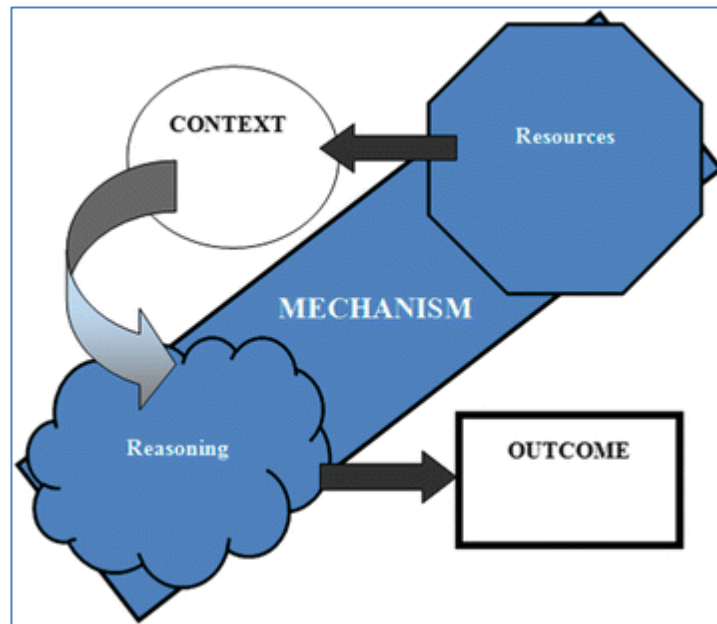 CONTEXT
Resources
MECHANISM
Reasoning
OUTCOME